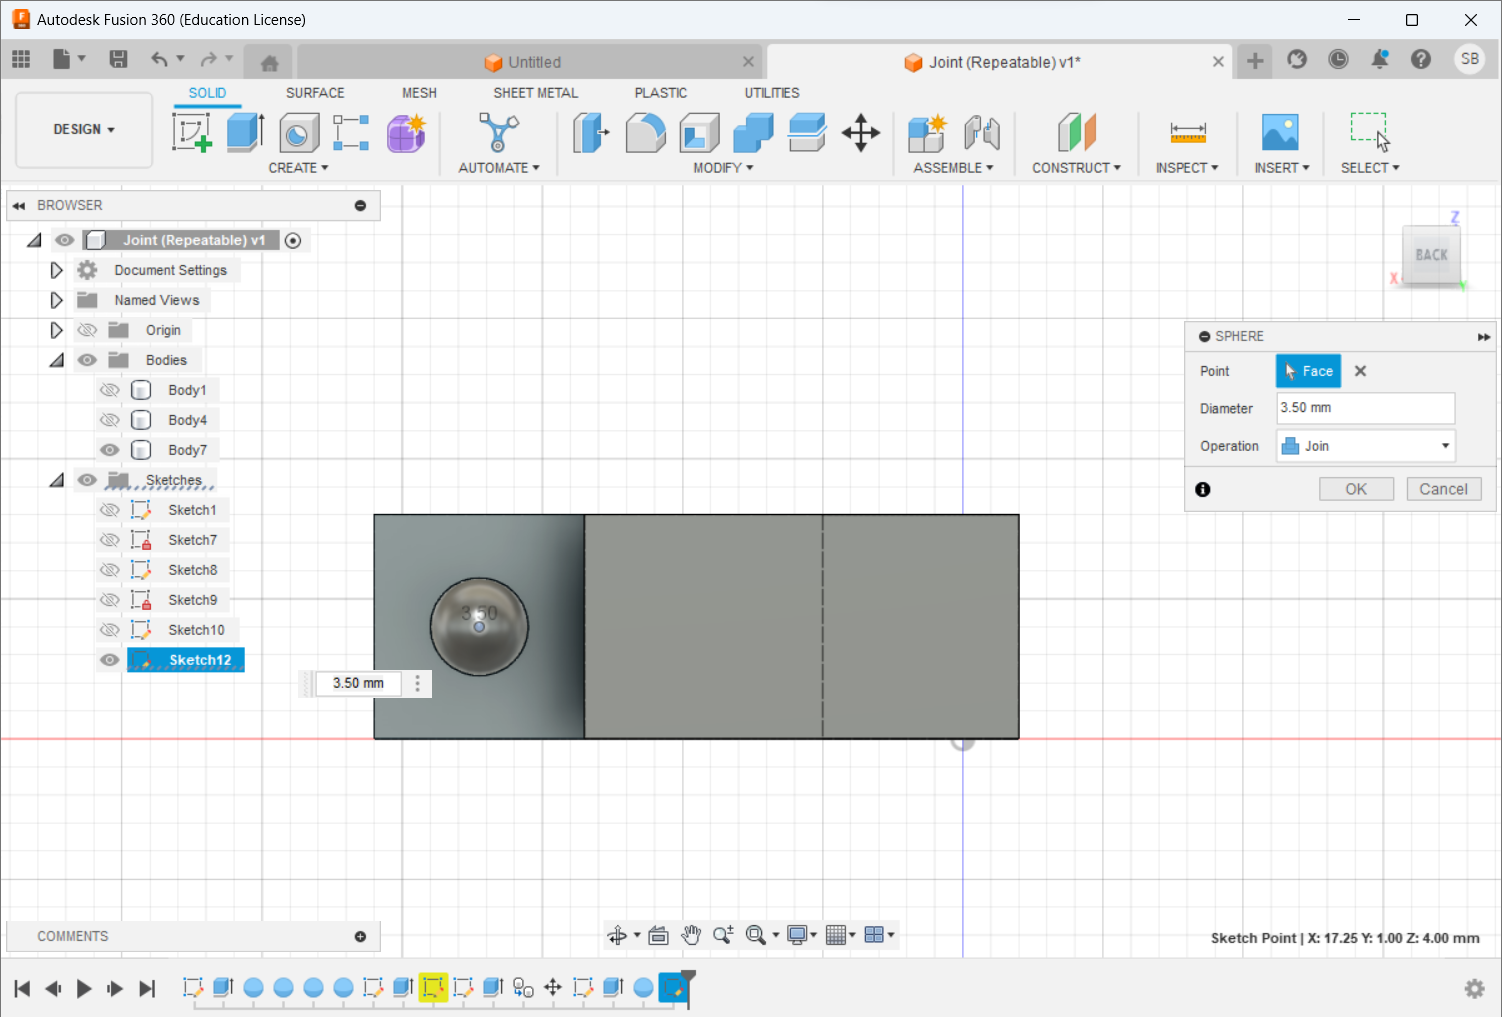 Autodesk Fusion 360 (Education License)
Untitled
Joint (Repeatable) v1*
SB
DESIGN
SOLID
SURFACE
MESH
SHEET METAL
PLASTIC
UTILITIES
CREATE
AUTOMATE
MODIFY
ASSEMBLE
CONSTRUCT
INSPECT
INSERT
SELECT
BROWSER
Joint (Repeatable) v1
Document Settings
Named Views
Origin
Bodies
Body1
Body4
Body7
Sketches
Sketch1
Sketch7
Sketch8
Sketch9
Sketch10
Sketch12
Z
BACK
X
Y
SPHERE
Point Face
Diameter 3.50 mm
Operation Join
OK Cancel
3.50
3.50 mm
COMMENTS
Sketch Point | X: 17.25 Y: 1.00 Z: 4.00 mm